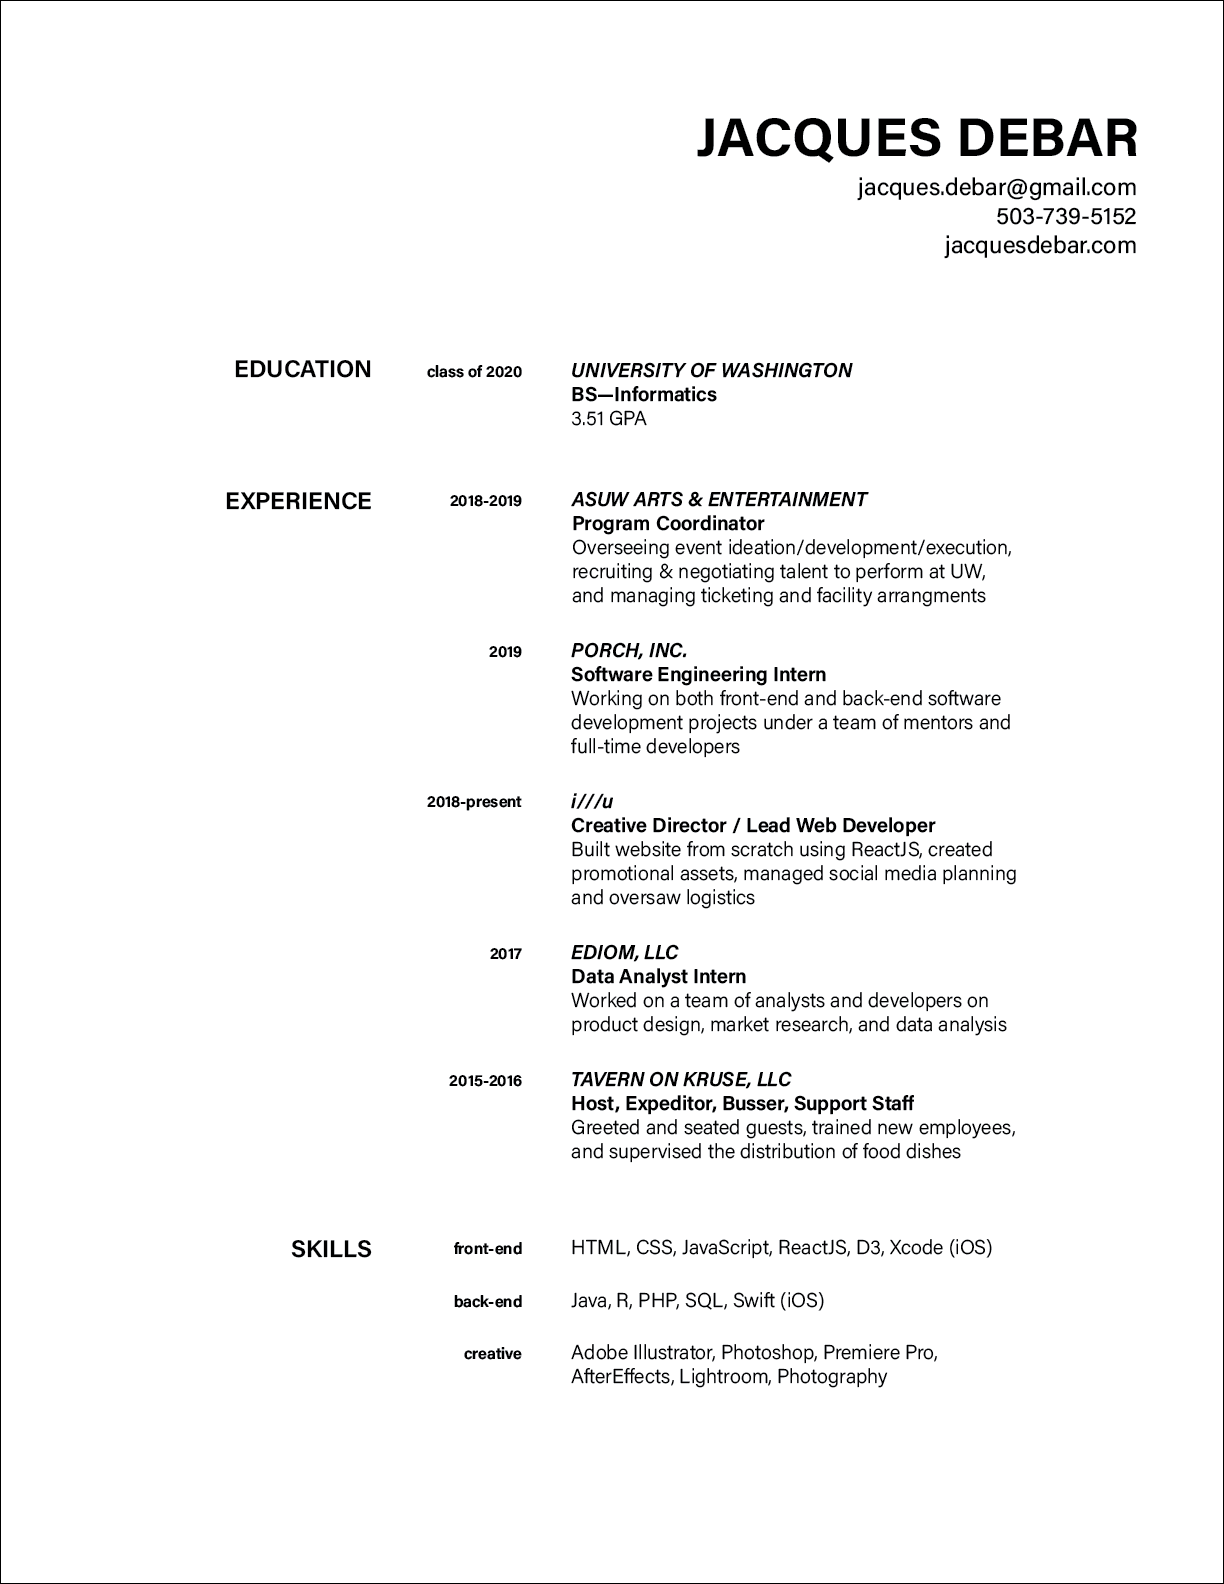 JACQUES DEBAR
jacques.debar@gmail.com
503-739-5152
jacquesdebar.com
EDUCATION class of 2020 UNIVERSITY OF WASHINGTON
BS—Informatics
3.51 GPA
EXPERIENCE 2018-2019 ASUW ARTS & ENTERTAINMENT
Program Coordinator
Overseeing event ideation/development/execution,
recruiting & negotiating talent to perform at UW,
and managing ticketing and facility arrangments
2019 PORCH, INC.
Software Engineering Intern
Working on both front-end and back-end software
development projects under a team of mentors and
full-time developers
2018-present i///u
Creative Director / Lead Web Developer
Built website from scratch using ReactJS, created
promotional assets, managed social media planning
and oversaw logistics
2017 EDIOM, LLC
Data Analyst Intern
Worked on a team of analysts and developers on
product design, market research, and data analysis
2015-2016 TAVERN ON KRUSE, LLC
Host, Expeditor, Busser, Support Staff
Greeted and seated guests, trained new employees,
and supervised the distribution of food dishes
SKILLS front-end HTML, CSS, JavaScript, ReactJS, D3, Xcode (iOS)
back-end Java, R, PHP, SQL, Swift (iOS)
creative Adobe Illustrator, Photoshop, Premiere Pro,
AfterEffects, Lightroom, Photography